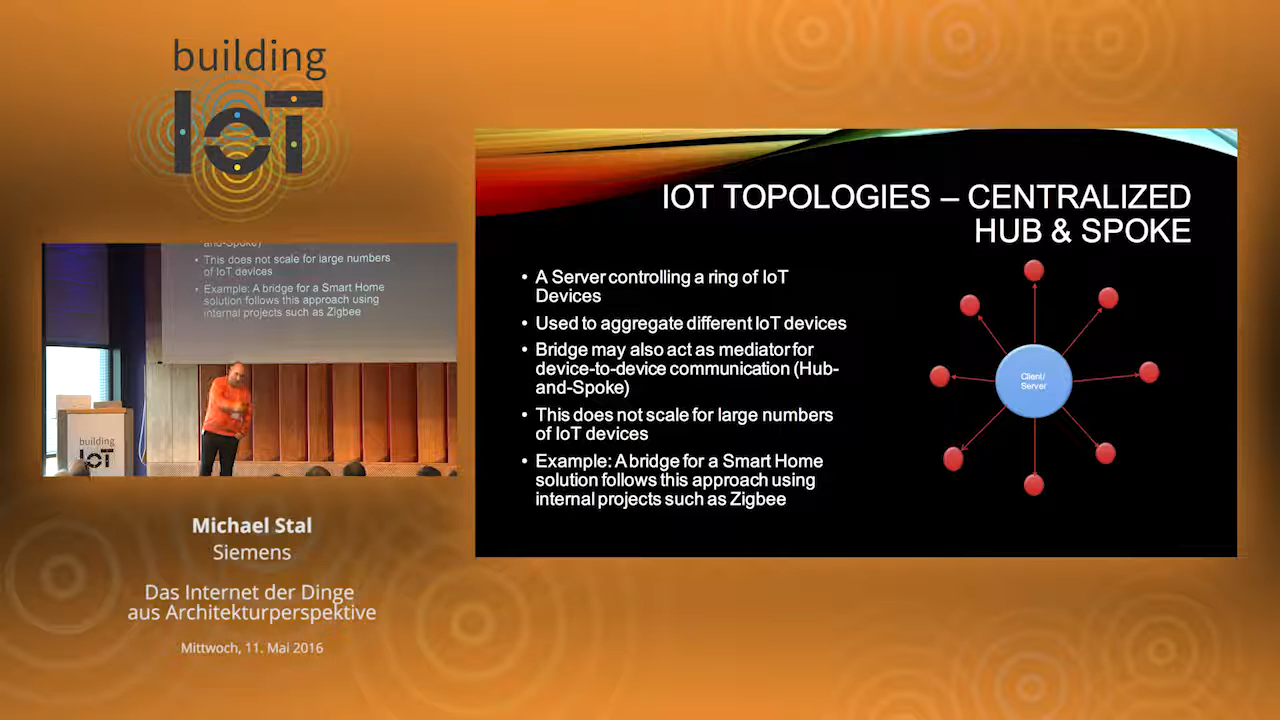 building
IoT
and-Spoke)
• This does not scale for large numbers
of IoT devices
• Example: A bridge for a Smart Home
solution follows this approach using
internal projects such as Zigbee
building
IoT
Michael Stal
Siemens
Das Internet der Dinge
aus Architekturperspektive
Mittwoch, 11. Mai 2016
IOT TOPOLOGIES – CENTRALIZED
HUB & SPOKE
• A Server controlling a ring of IoT
Devices
• Used to aggregate different IoT devices
• Bridge may also act as mediator for
device-to-device communication (Hub-
and-Spoke)
• This does not scale for large numbers
of IoT devices
• Example: A bridge for a Smart Home
solution follows this approach using
internal projects such as Zigbee
Client/
Server